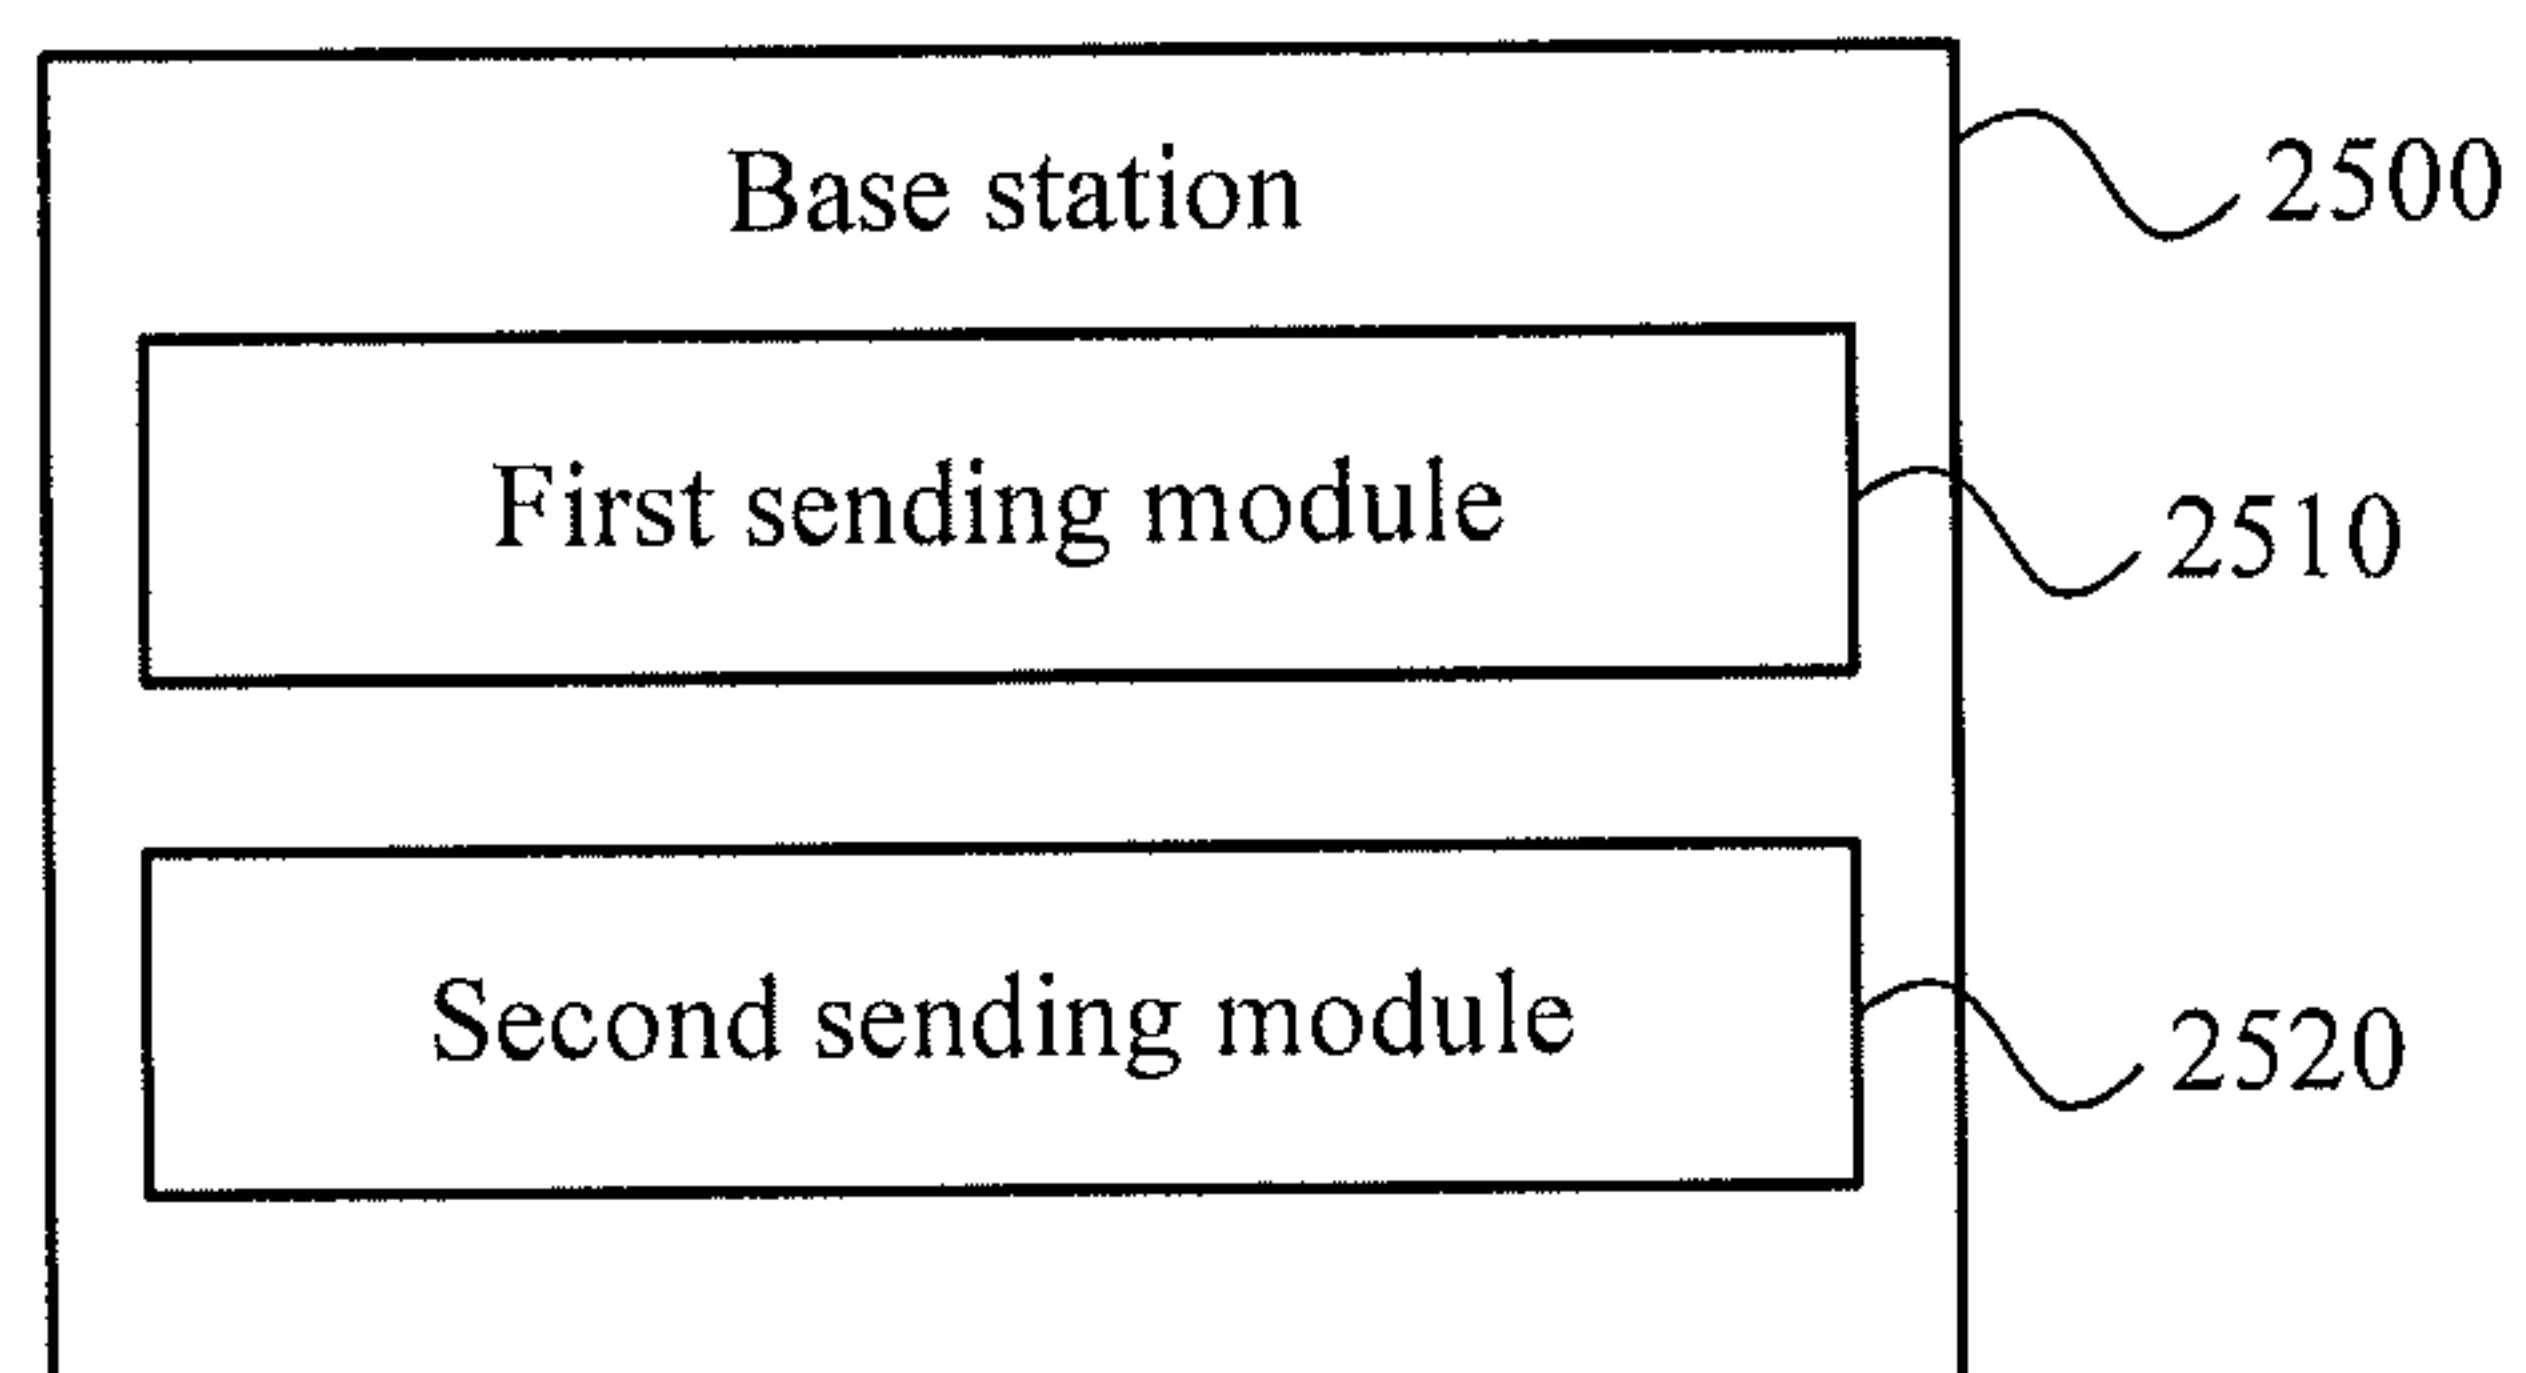 Base station
2500
First sending module
2510
Second sending module
2520